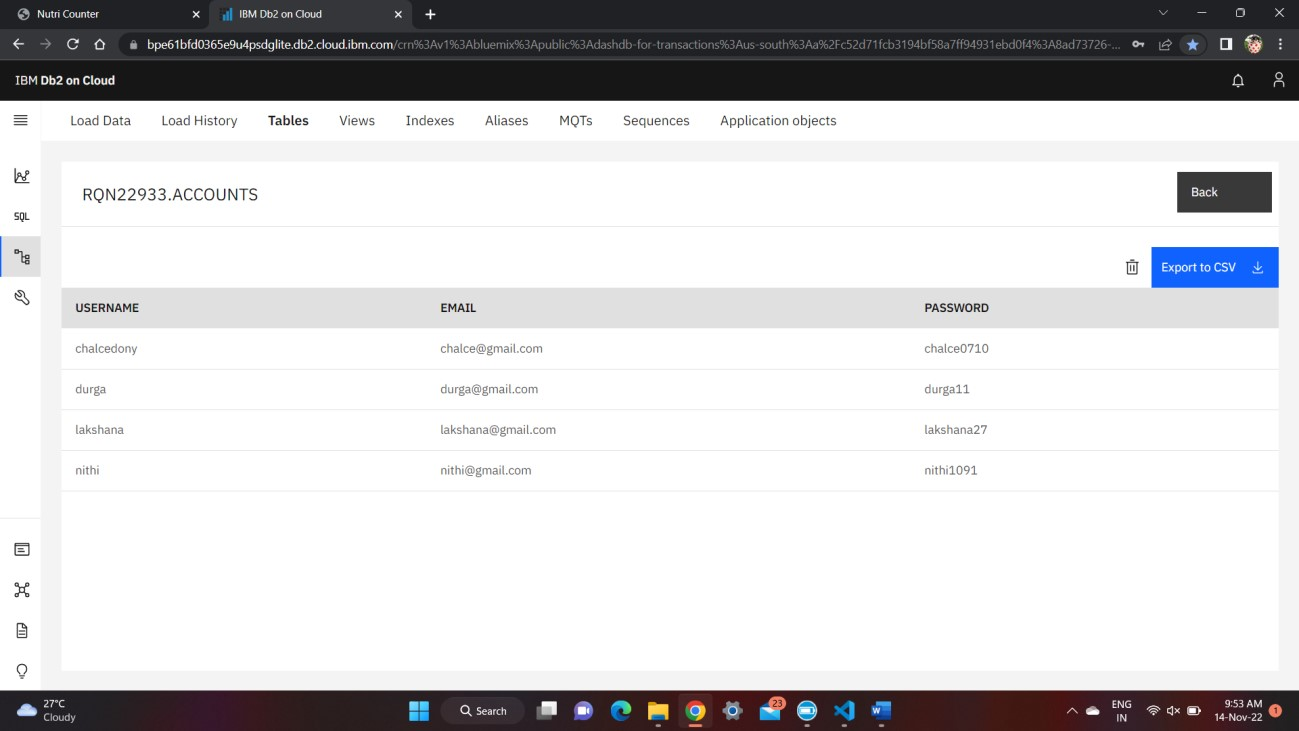 Nutri Counter
IBM Db2 on Cloud
bpe61bfd0365e9u4psdglite.db2.cloud.ibm.com/crn%3Av1%3Abluemix%3Apublic%3Adashdb-for-transactions%3Aus-south%3Aa%2Fc52d71fcb3194bf58a7ff94931ebd0f4%3A8ad73726-...
IBM Db2 on Cloud
Load Data Load History Tables Views Indexes Aliases MQTs Sequences Application objects
RQN22933.ACCOUNTS
Back
SQL
Export to CSV
USERNAME EMAIL PASSWORD
chalcedony chalce@gmail.com chalce0710
durga durga@gmail.com durga11
lakshana lakshana@gmail.com lakshana27
nithi nithi@gmail.com nithi1091
27°C
Cloudy
Search
23
ENG
IN
9:53 AM
14-Nov-22
1